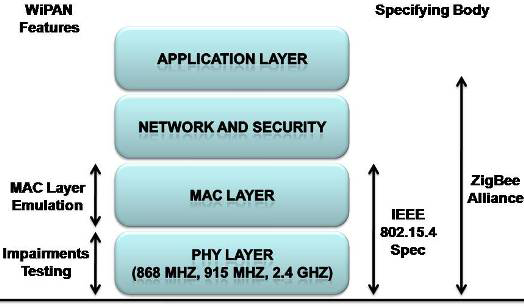 WiPAN
Features
Specifying Body
APPLICATION LAYER
NETWORK AND SECURITY
MAC Layer
Emulation
MAC LAYER
ZigBee
Alliance
IEEE
802.15.4
Spec
Impairments
Testing
PHY LAYER
(868 MHZ, 915 MHZ, 2.4 GHZ)